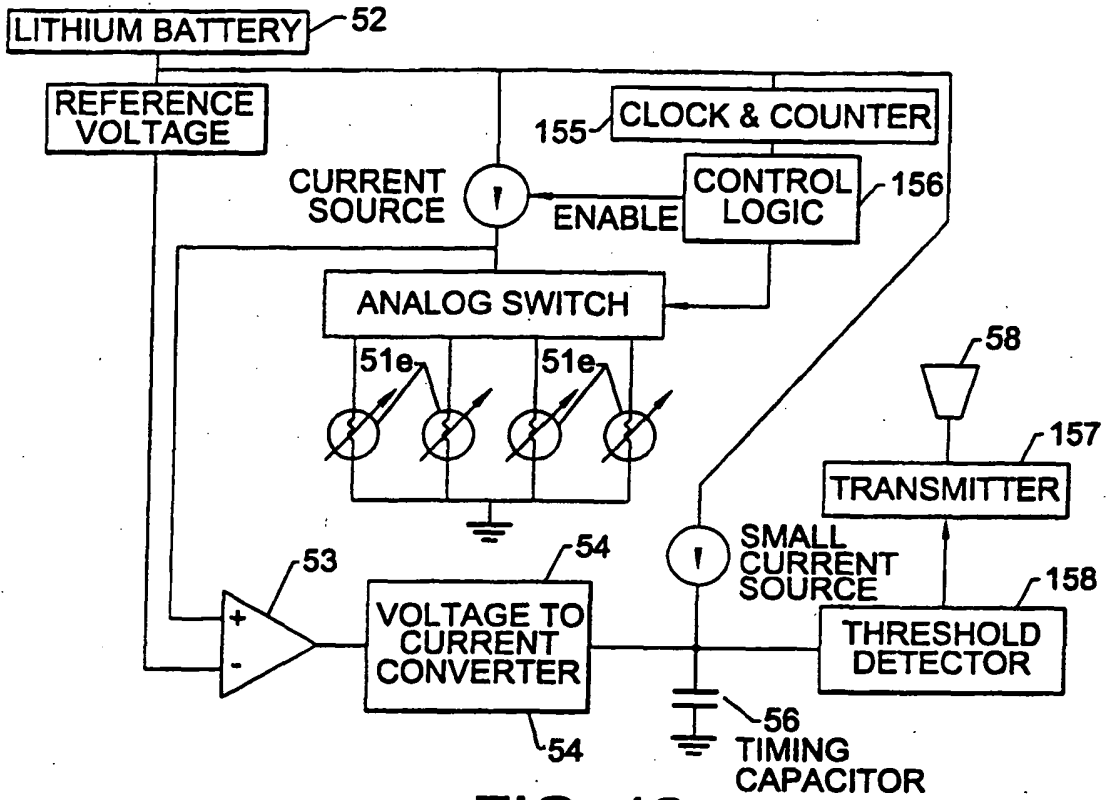 LITHIUM BATTERY
52
REFERENCE
VOLTAGE
155
CLOCK & COUNTER
CURRENT
SOURCE
ENABLE
CONTROL
LOGIC
156
ANALOG SWITCH
51e
51e
58
157
TRANSMITTER
SMALL
CURRENT
SOURCE
158
THRESHOLD
DETECTOR
53
+
-
54
VOLTAGE TO
CURRENT
CONVERTER
54
56
TIMING
CAPACITOR